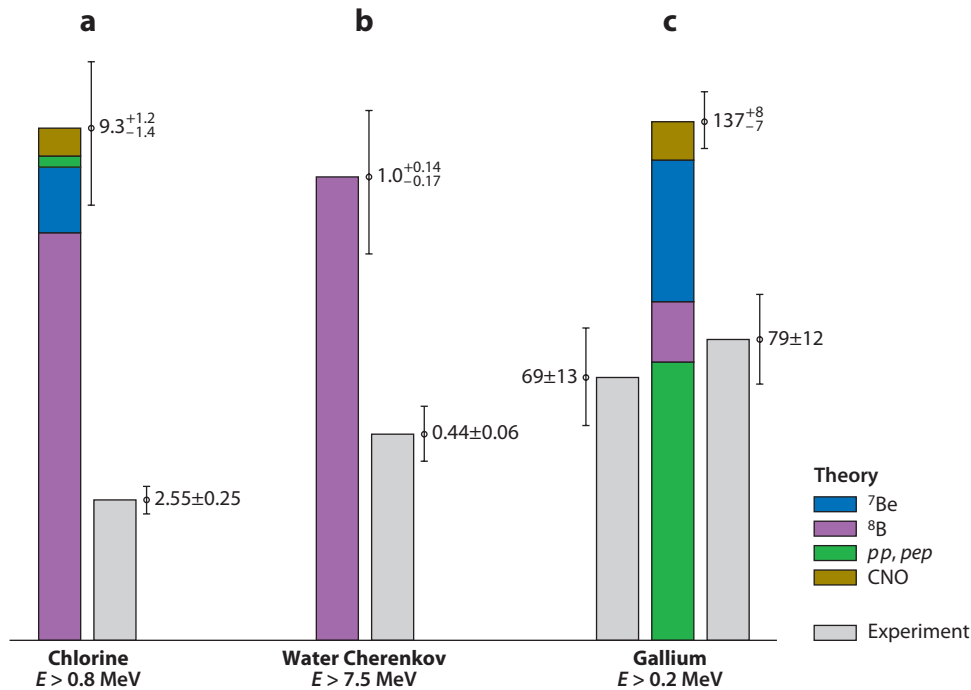 a
b
c
9.3+1.2−1.4
1.0+0.14−0.17
137+8−7
69±13
79±12
0.44±0.06
2.55±0.25
Theory
⁷Be
⁸B
pp, pep
CNO
Experiment
Chlorine
E > 0.8 MeV
Water Cherenkov
E > 7.5 MeV
Gallium
E > 0.2 MeV